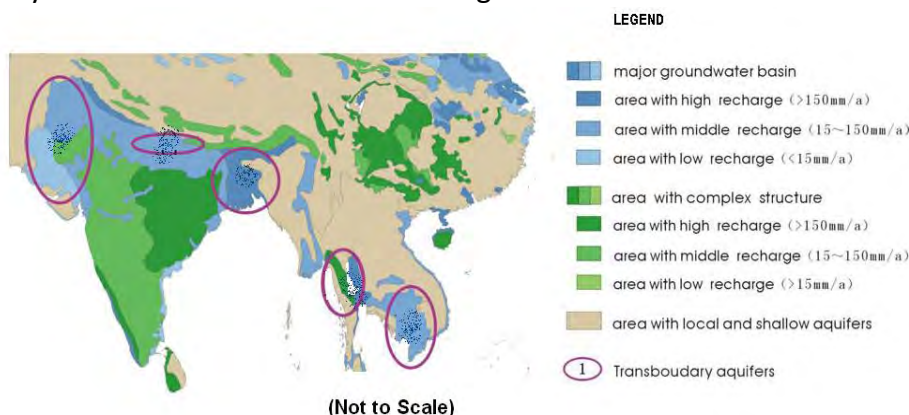 LEGEND
major groundwater basin
area with high recharge (>150mm/a)
area with middle recharge (15~150mm/a)
area with low recharge (<15mm/a)
area with complex structure
area with high recharge (>150mm/a)
area with middle recharge (15~150mm/a)
area with low recharge (>15mm/a)
area with local and shallow aquifers
1 Transboudary aquifers
(Not to Scale)